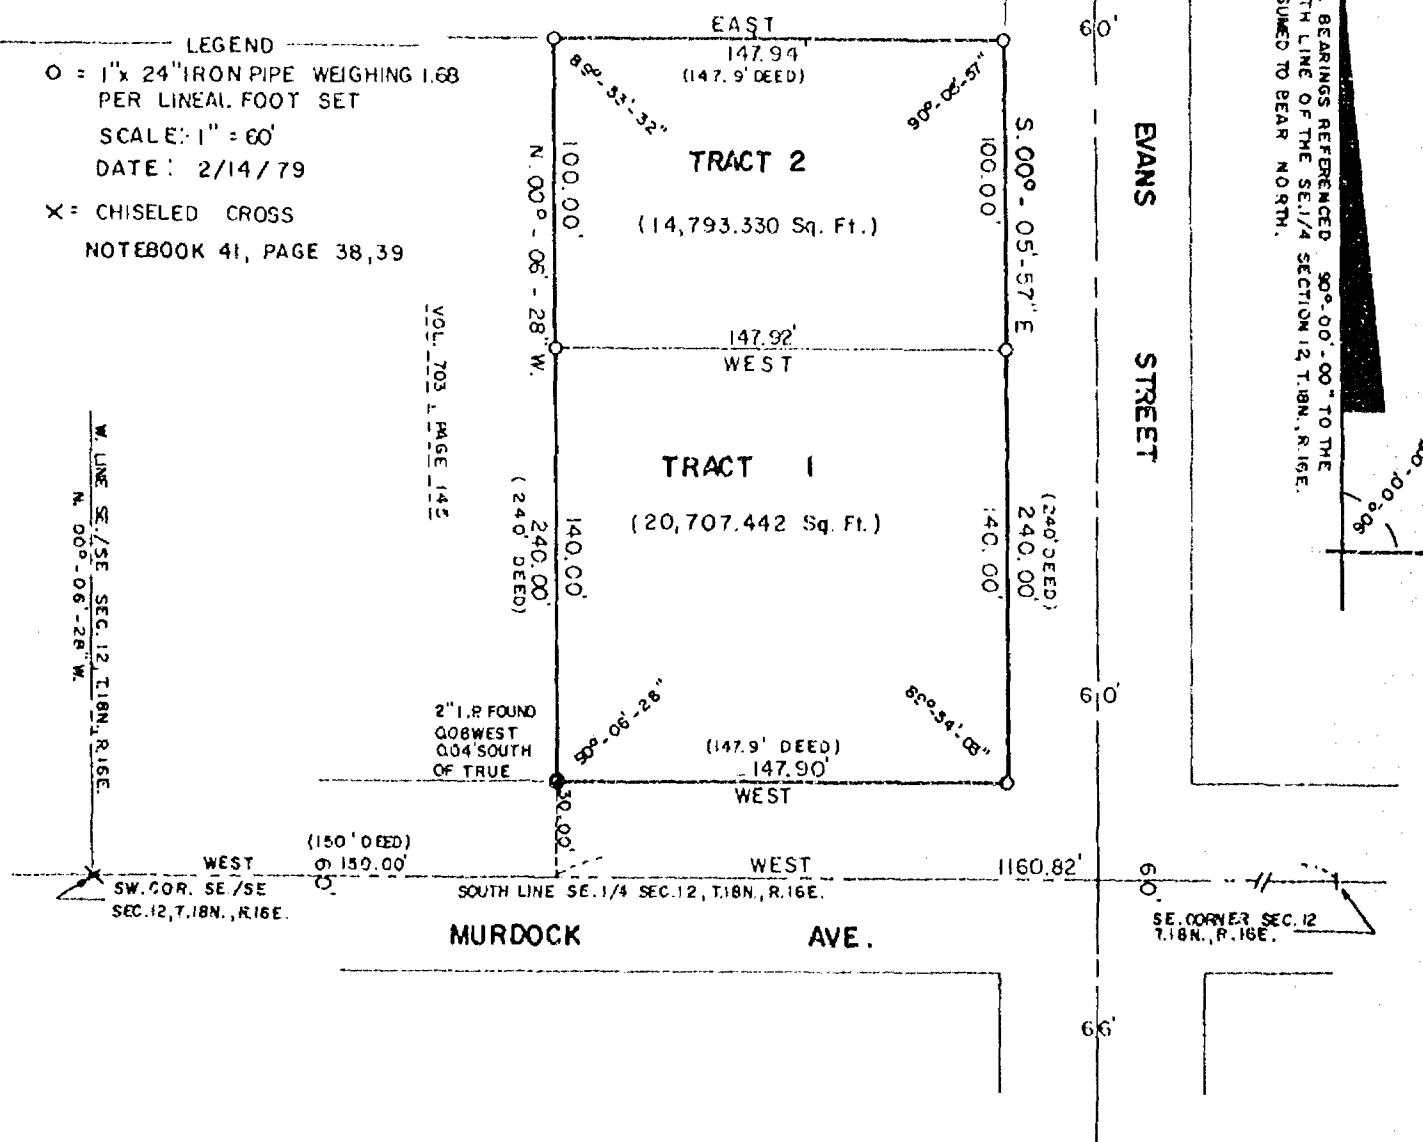 LEGEND
O = 1"x 24" IRON PIPE WEIGHING 1.68
PER LINEAL FOOT SET
SCALE: 1" = 60'
DATE: 2/14/79
X = CHISELED CROSS
NOTEBOOK 41, PAGE 38,39
EAST
147.94'
(147.9' DEED)
89°-53'-32"
90°-05'-57"
TRACT 2
(14,793.330 Sq. Ft.)
100.00'
N. 00°-06'-28" W.
100.00'
S. 00°-05'-57" E
147.92'
WEST
TRACT 1
(20,707.442 Sq. Ft.)
140.00'
240.00'
(240' DEED)
140.00'
240.00'
(240' DEED)
90°-06'-28"
89°-54'-03"
(147.9' DEED)
147.90'
WEST
VOL. 703, PAGE 145
W. LINE SE./SE SEC. 12, T.18N., R.16E.
N. 00°-06'-28" W.
2" I.P. FOUND
0.08'WEST
0.04'SOUTH
OF TRUE
30.00'
(150' DEED)
WEST
150.00'
60'
WEST
1160.82'
SW. COR. SE./SE
SEC.12, T.18N., R.16E.
SOUTH LINE SE.1/4 SEC.12, T.18N., R.16E.
SE. CORNER SEC. 12
T.18N., R.16E.
MURDOCK AVE.
EVANS STREET
60'
60'
60'
66'
BEARINGS REFERENCED 90°-00'-00" TO THE
TH LINE OF THE SE.1/4 SECTION 12, T.18N., R.16E.
SUMED TO BEAR NORTH.
90°-00'-00